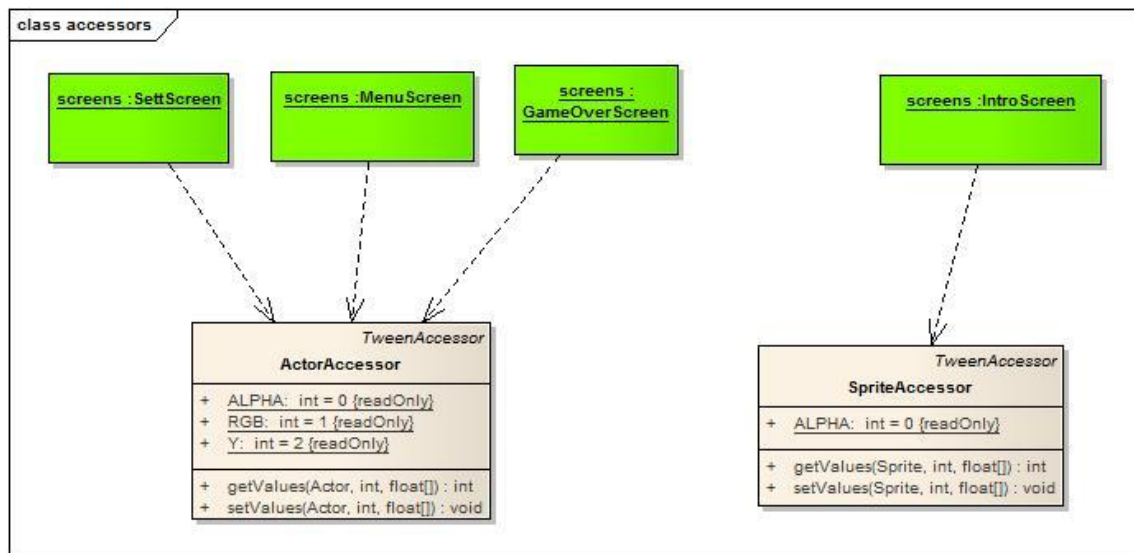 class accessors
screens :SettScreen
screens :MenuScreen
screens :
GameOverScreen
screens :IntroScreen
TweenAccessor
ActorAccessor
+ ALPHA: int = 0 {readOnly}
+ RGB: int = 1 {readOnly}
+ Y: int = 2 {readOnly}
+ getValues(Actor, int, float[]) : int
+ setValues(Actor, int, float[]) : void
TweenAccessor
SpriteAccessor
+ ALPHA: int = 0 {readOnly}
+ getValues(Sprite, int, float[]) : int
+ setValues(Sprite, int, float[]) : void